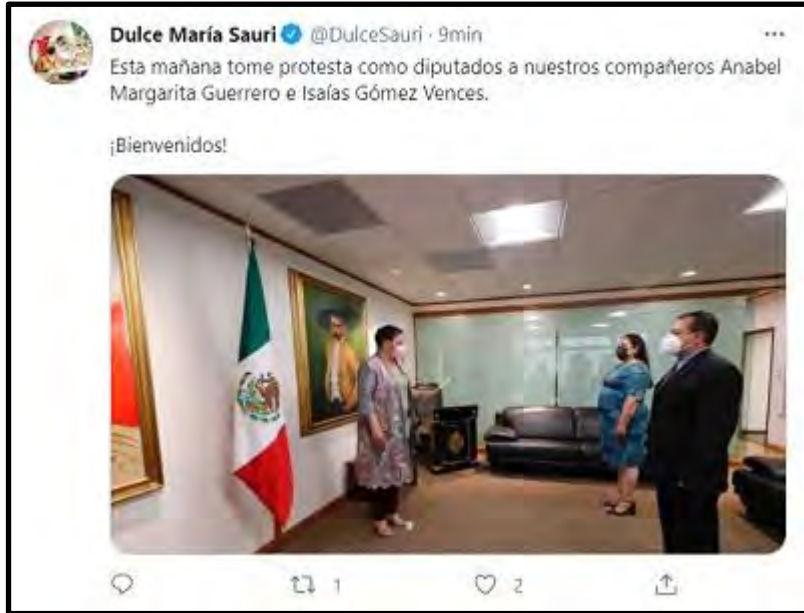 Dulce María Sauri @DulceSauri · 9min
Esta mañana tome protesta como diputados a nuestros compañeros Anabel
Margarita Guerrero e Isaías Gómez Vences.
¡Bienvenidos!
1 2